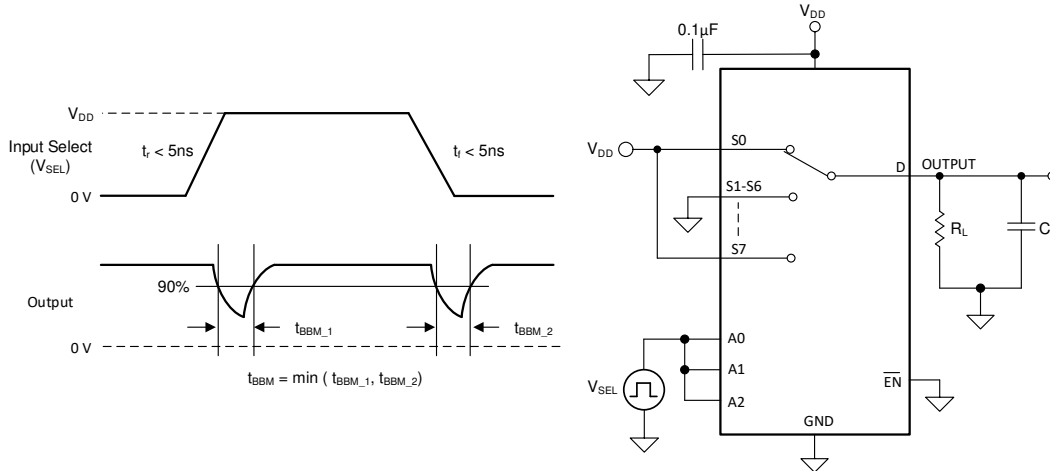 V_DD
Input Select
(V_SEL)
t_r < 5ns
t_f < 5ns
0 V
Output
90%
t_BBM_1
t_BBM_2
0 V
t_BBM = min ( t_BBM_1, t_BBM_2)
V_DD
0.1µF
V_DD
S0
S1-S6
S7
D
OUTPUT
R_L
C
A0
A1
A2
V_SEL
EN
GND